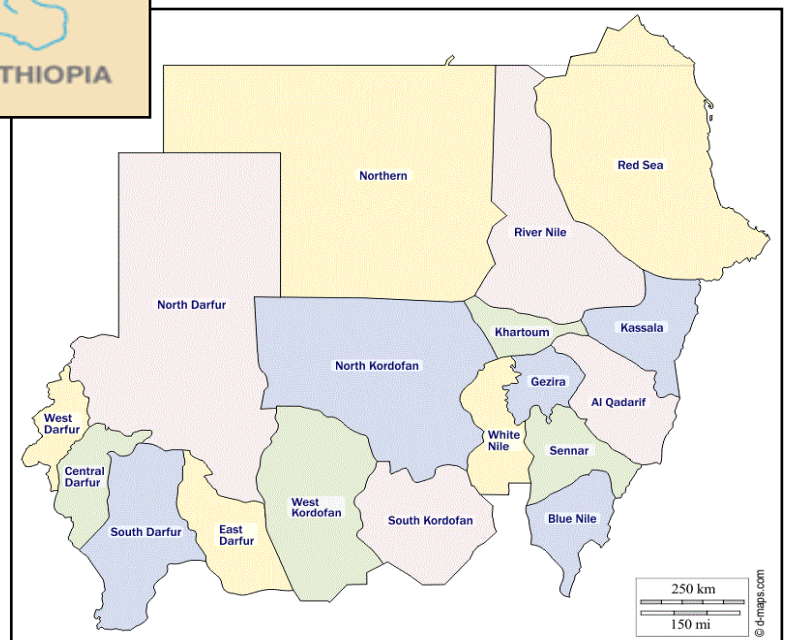 THIOPIA
Northern
Red Sea
River Nile
North Darfur
Khartoum
Kassala
North Kordofan
Gezira
Al Qadarif
West
Darfur
White
Nile
Sennar
Central
Darfur
West
Kordofan
South Kordofan
Blue Nile
South Darfur
East
Darfur
250 km
150 mi
© d-maps.com